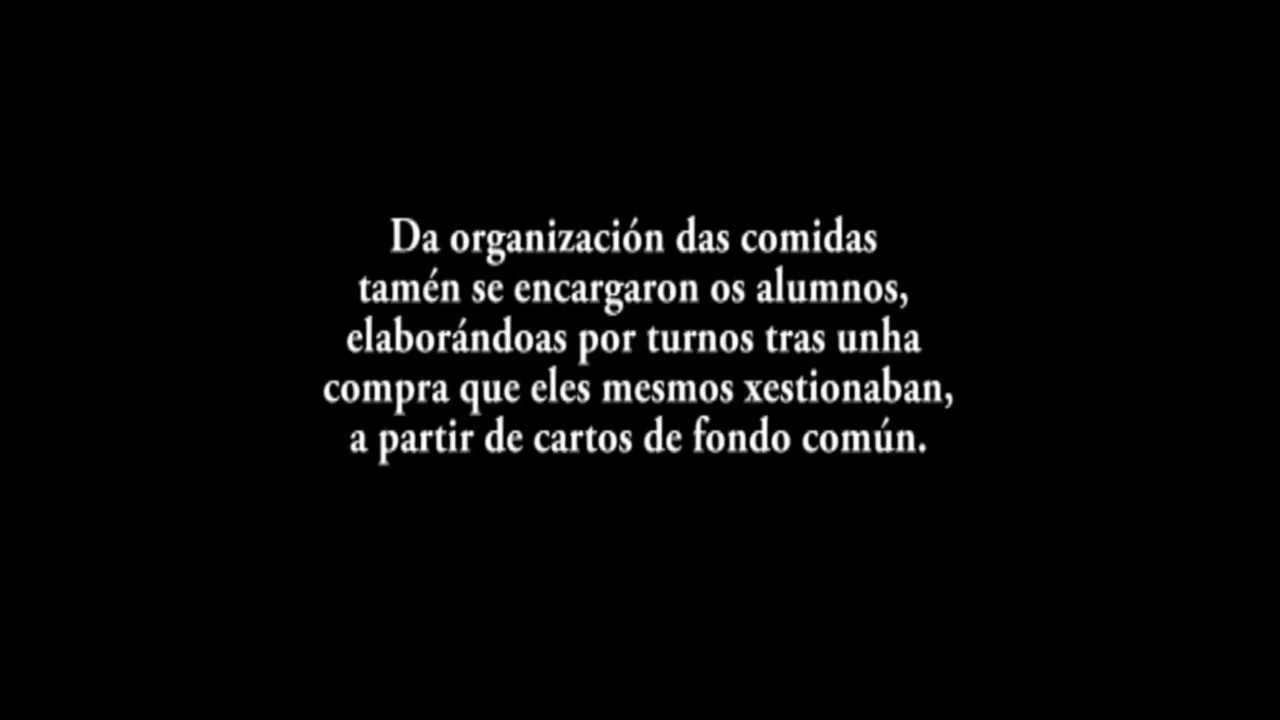 Da organización das comidas
tamén se encargaron os alumnos,
elaborándoas por turnos tras unha
compra que eles mesmos xestionaban,
a partir de cartos de fondo común.